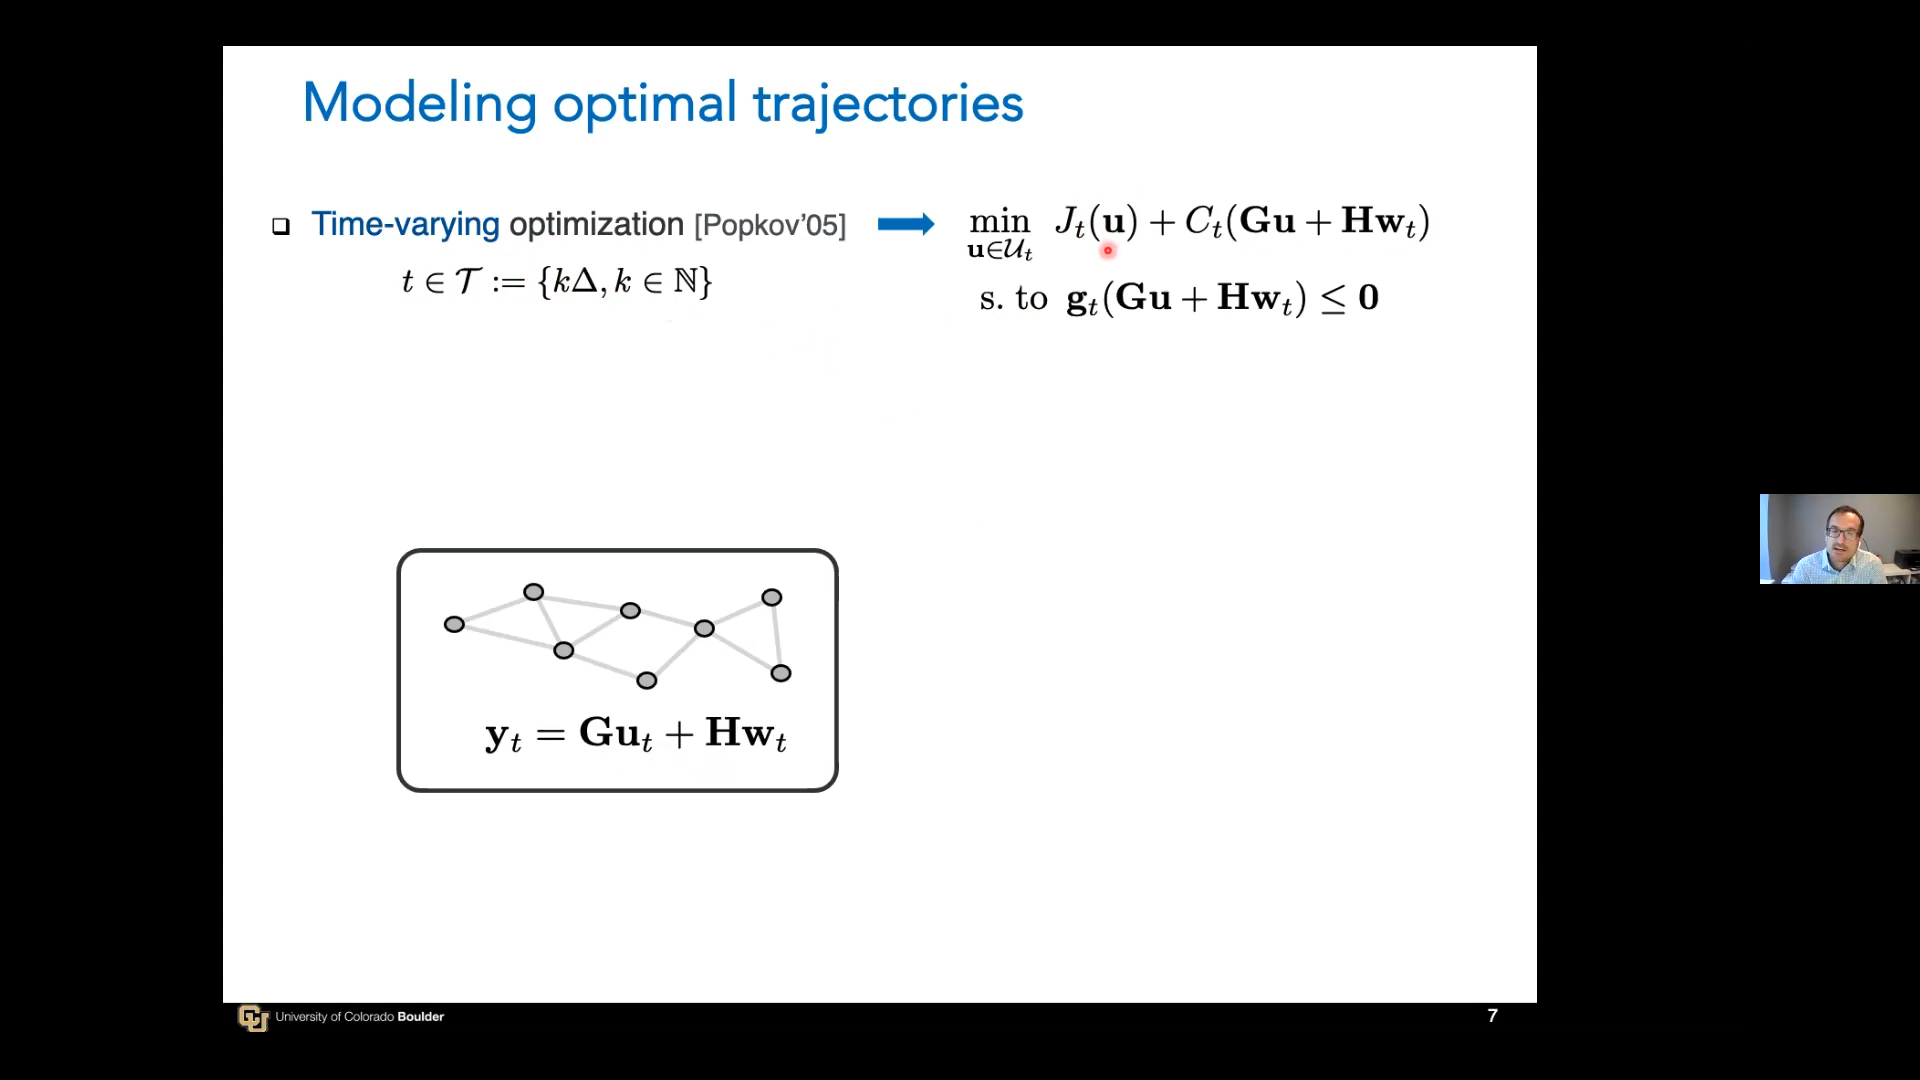 Modeling optimal trajectories
❑ Time-varying optimization [Popkov'05]
t ∈ 𝒯 := {kΔ, k ∈ ℕ}
min J_t(u) + C_t(Gu + Hw_t)
u∈𝒰_t
s. to g_t(Gu + Hw_t) ≤ 0
y_t = Gu_t + Hw_t
CU University of Colorado Boulder
7